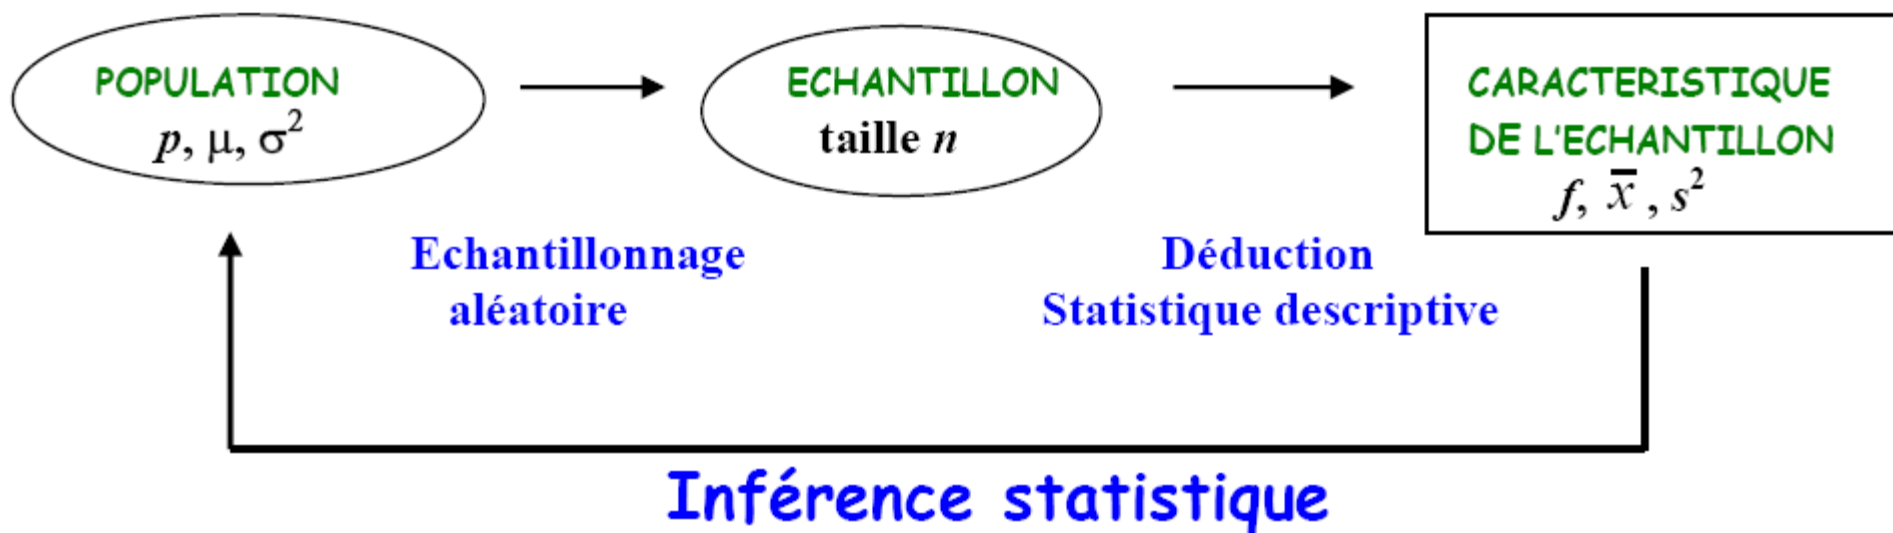 POPULATION
p, μ, σ²
ECHANTILLON
taille n
CARACTERISTIQUE
DE L'ECHANTILLON
f, x̄ , s²
Echantillonnage
aléatoire
Déduction
Statistique descriptive
Inférence statistique